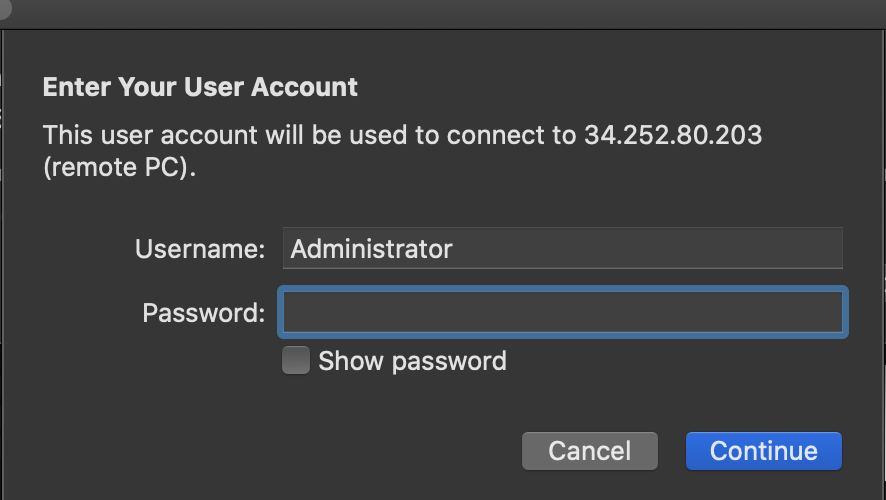 Enter Your User Account
This user account will be used to connect to 34.252.80.203
(remote PC).
Username: Administrator
Password:
Show password
Cancel Continue